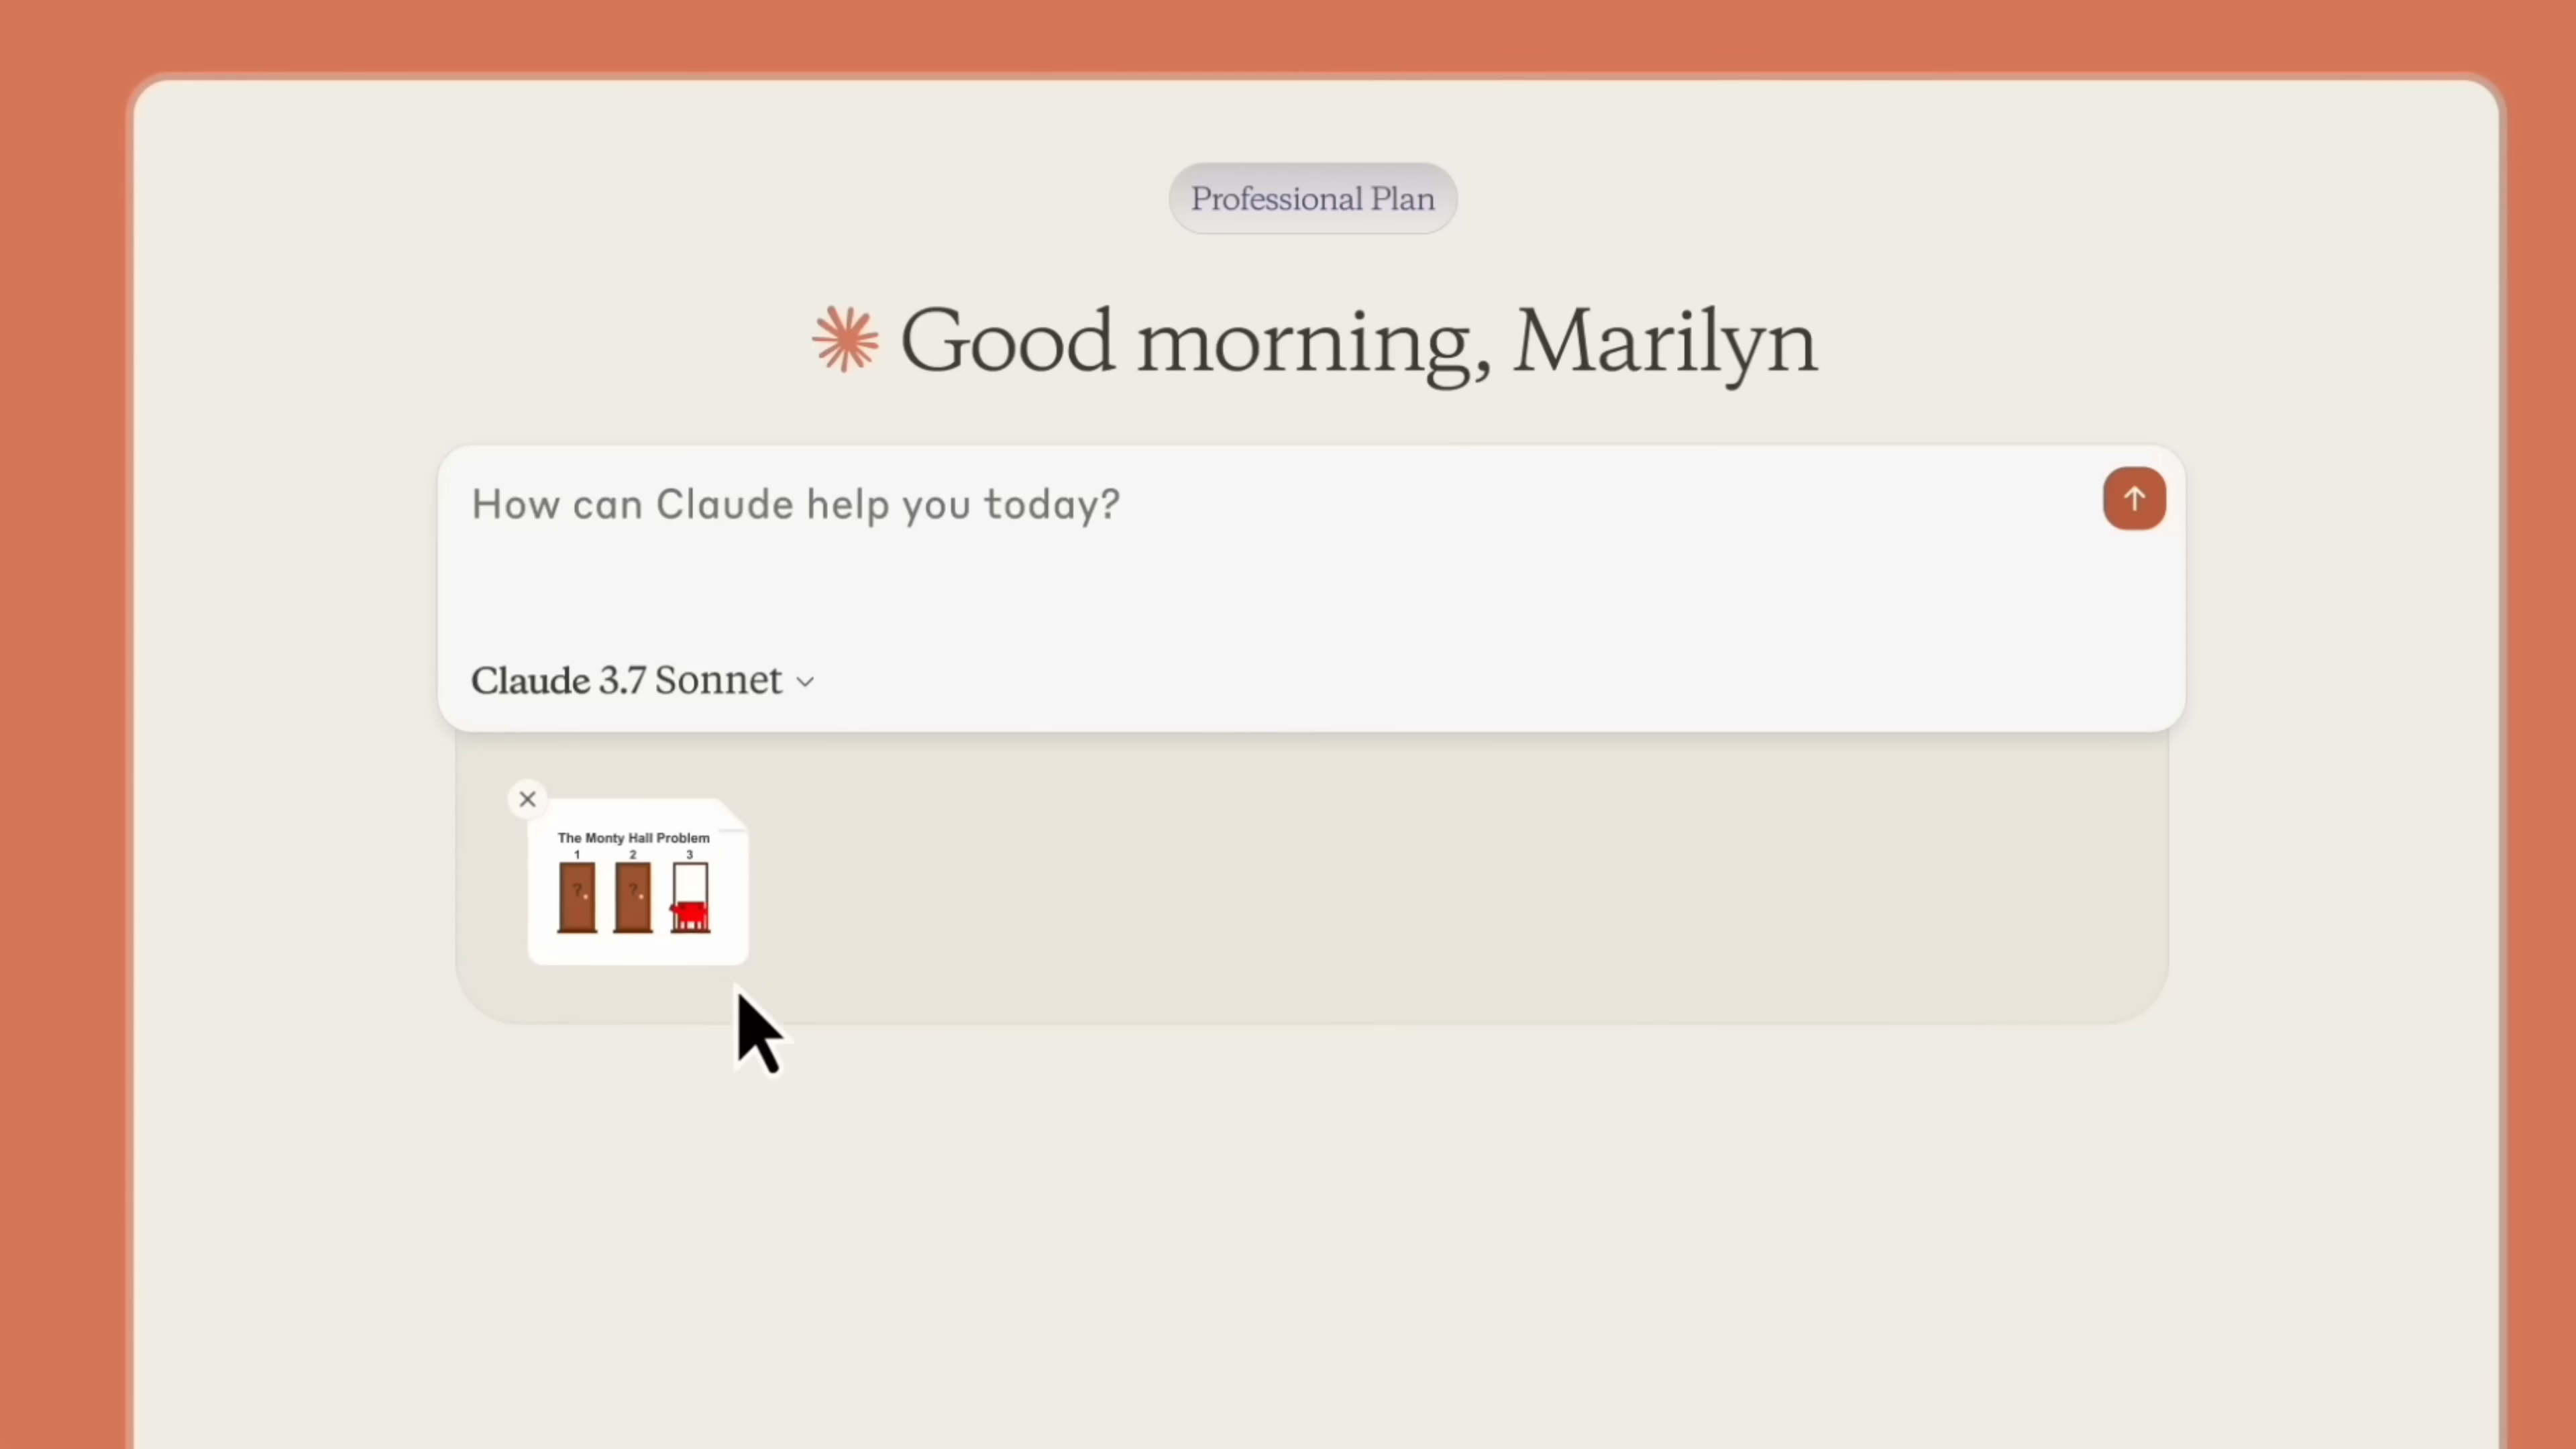 Professional Plan
Good morning, Marilyn
How can Claude help you today?
Claude 3.7 Sonnet
The Monty Hall Problem
1 2 3
? ?